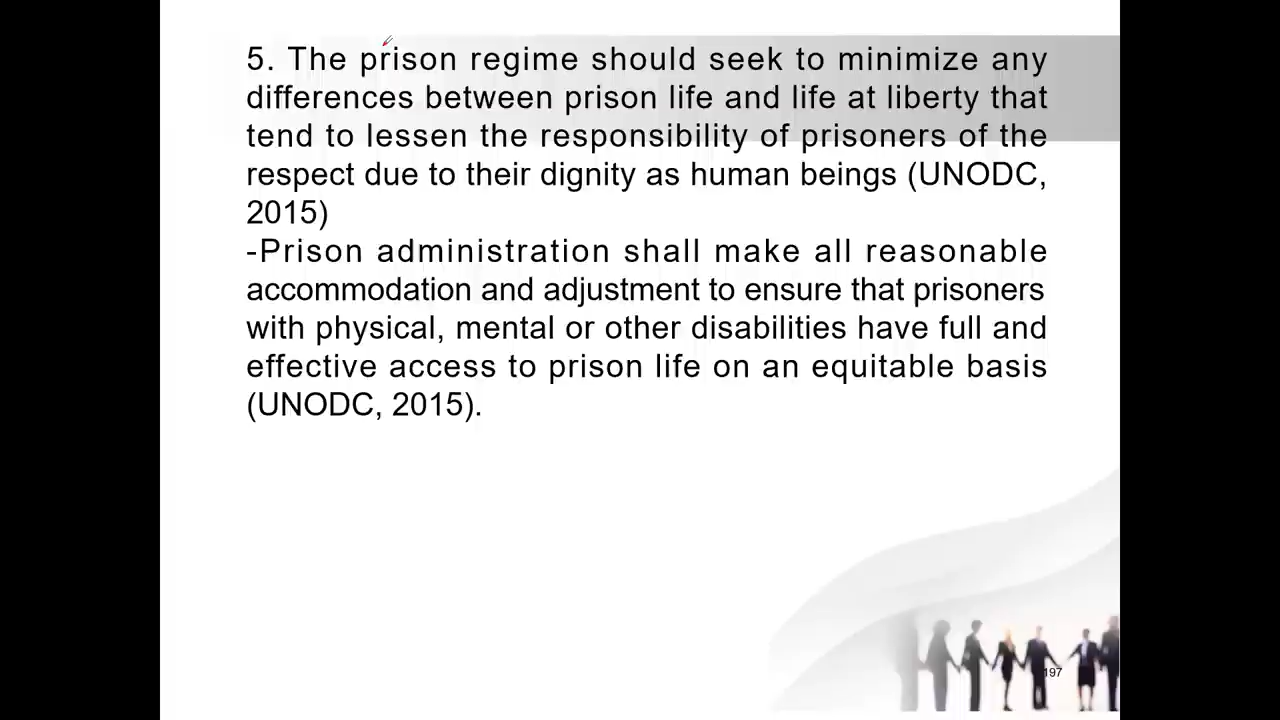 5. The prison regime should seek to minimize any
differences between prison life and life at liberty that
tend to lessen the responsibility of prisoners of the
respect due to their dignity as human beings (UNODC,
2015)
-Prison administration shall make all reasonable
accommodation and adjustment to ensure that prisoners
with physical, mental or other disabilities have full and
effective access to prison life on an equitable basis
(UNODC, 2015).
197